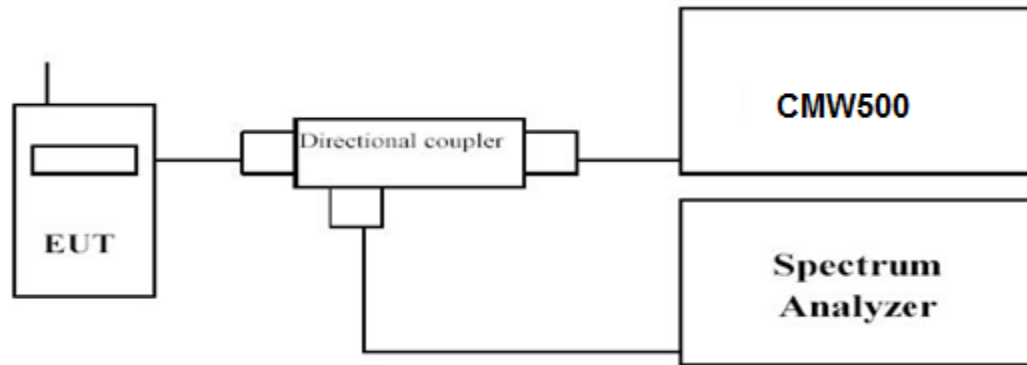 EUT
Directional coupler
CMW500
Spectrum
Analyzer